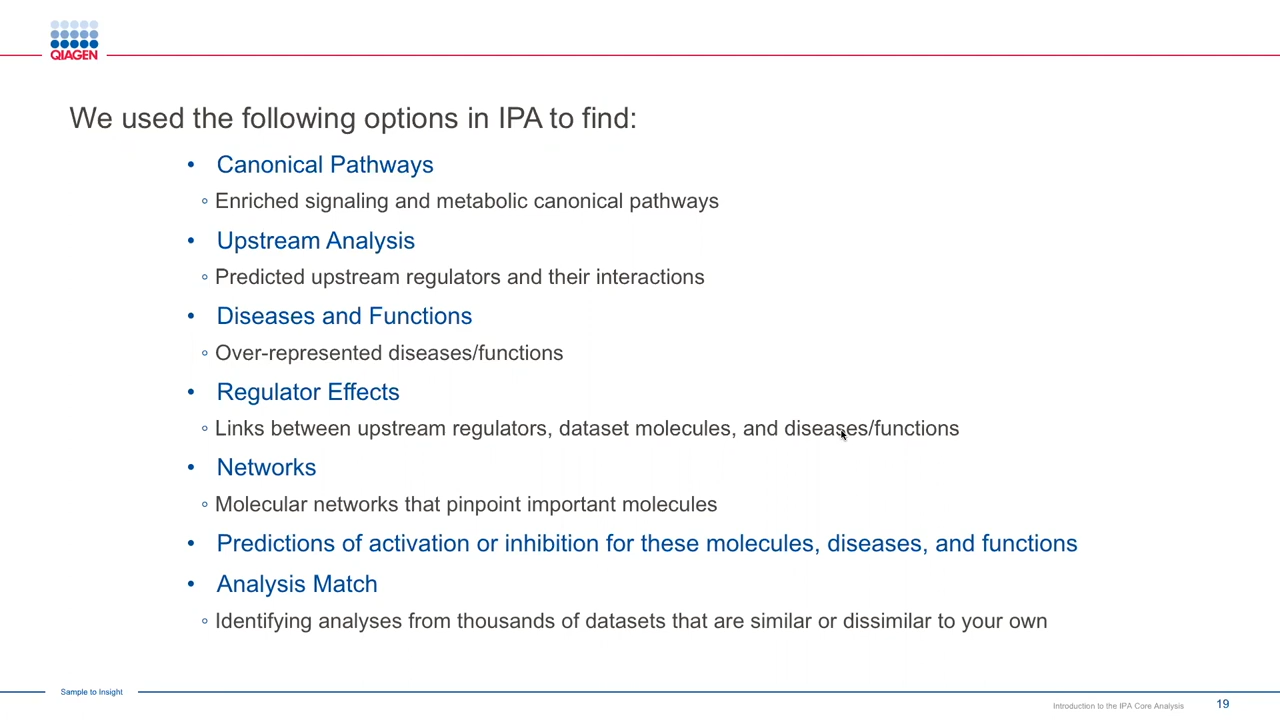 QIAGEN
We used the following options in IPA to find:
• Canonical Pathways
◦ Enriched signaling and metabolic canonical pathways
• Upstream Analysis
◦ Predicted upstream regulators and their interactions
• Diseases and Functions
◦ Over-represented diseases/functions
• Regulator Effects
◦ Links between upstream regulators, dataset molecules, and diseases/functions
• Networks
◦ Molecular networks that pinpoint important molecules
• Predictions of activation or inhibition for these molecules, diseases, and functions
• Analysis Match
◦ Identifying analyses from thousands of datasets that are similar or dissimilar to your own
Sample to Insight
Introduction to the IPA Core Analysis
19